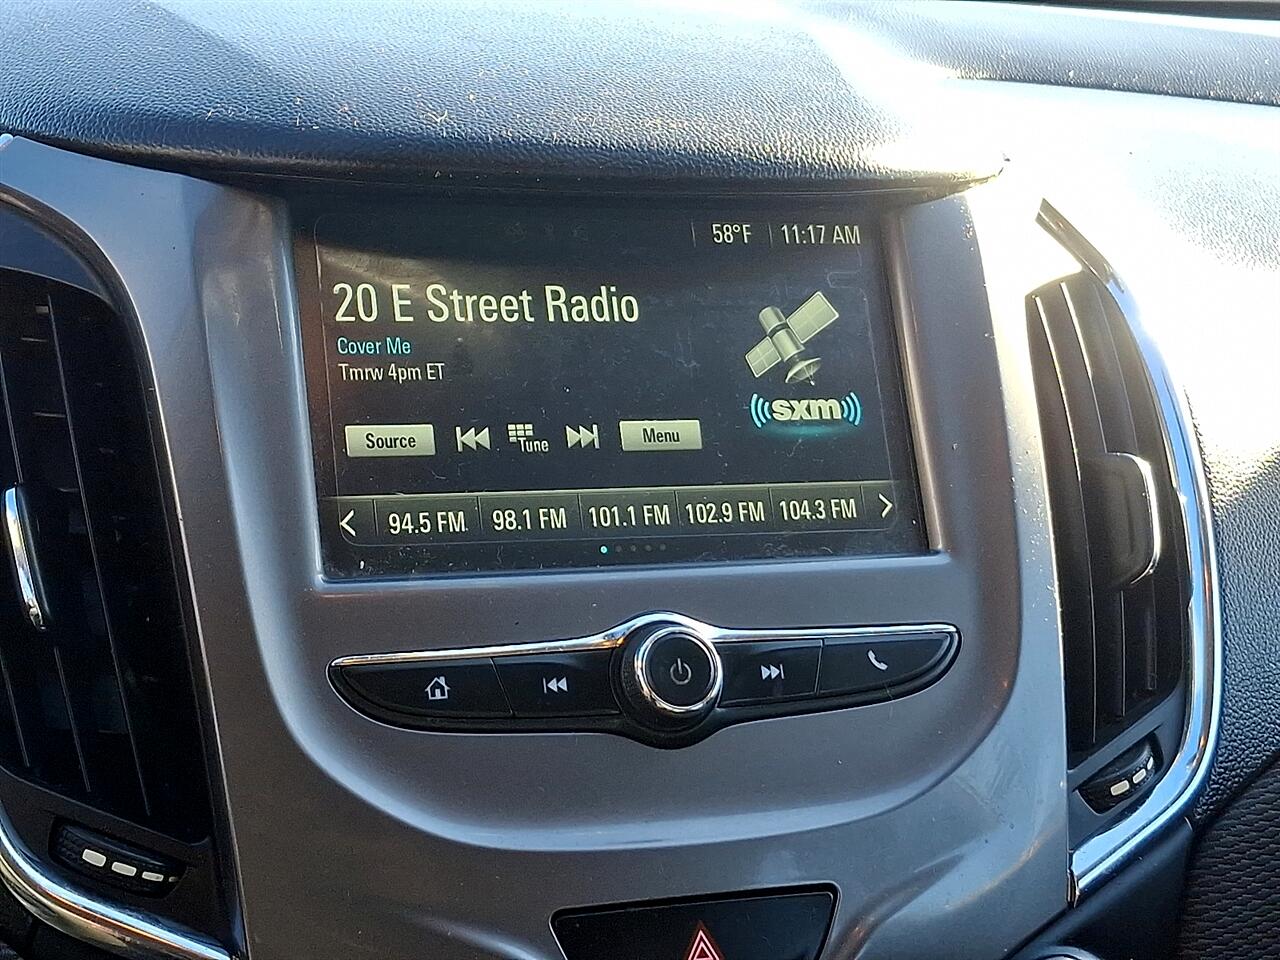 58°F 11:17 AM
20 E Street Radio
Cover Me
Tmrw 4pm ET
sxm
Source Tune Menu
94.5 FM 98.1 FM 101.1 FM 102.9 FM 104.3 FM